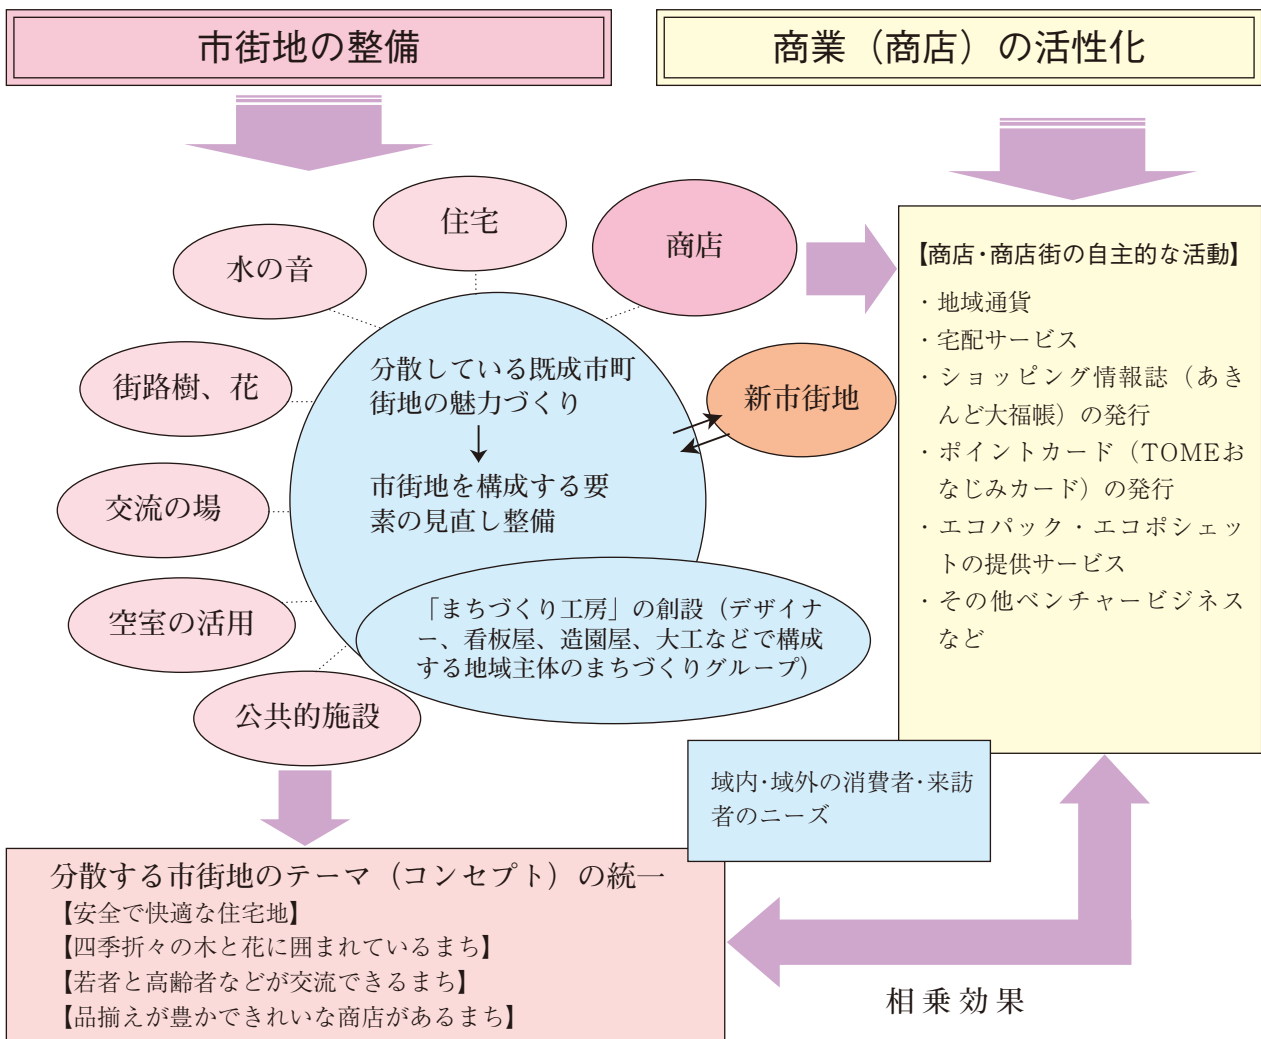 市街地の整備
商業（商店）の活性化
住宅
商店
水の音
新市街地
街路樹、花
交流の場
空室の活用
公共的施設
分散している既成市町
街地の魅力づくり
市街地を構成する要
素の見直し整備
「まちづくり工房」の創設（デザイナ
ー、看板屋、造園屋、大工などで構成
する地域主体のまちづくりグループ）
【商店・商店街の自主的な活動】
・地域通貨
・宅配サービス
・ショッピング情報誌（あき
んど大福帳）の発行
・ポイントカード（TOMEお
なじみカード）の発行
・エコパック・エコポシェッ
トの提供サービス
・その他ベンチャービジネス
など
域内・域外の消費者・来訪
者のニーズ
分散する市街地のテーマ（コンセプト）の統一
【安全で快適な住宅地】
【四季折々の木と花に囲まれているまち】
【若者と高齢者などが交流できるまち】
【品揃えが豊かできれいな商店があるまち】
相乗効果